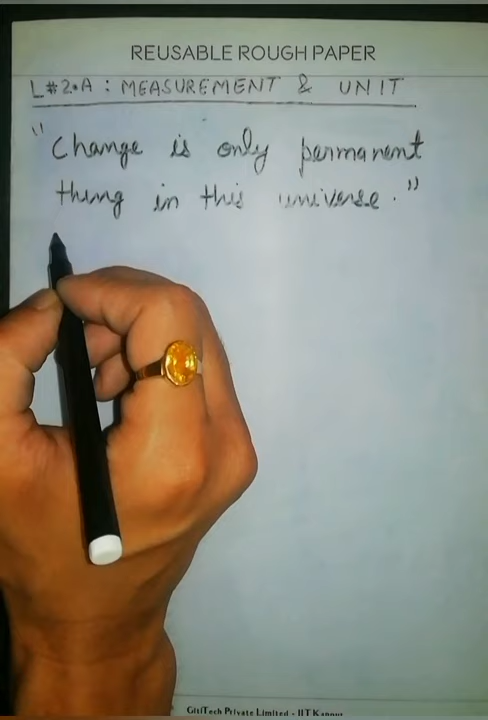 REUSABLE ROUGH PAPER
L#2.A : MEASUREMENT & UNIT
"Change is only permanent
thing in this universe."
GitiTech Private Limited - IIT Kanpur